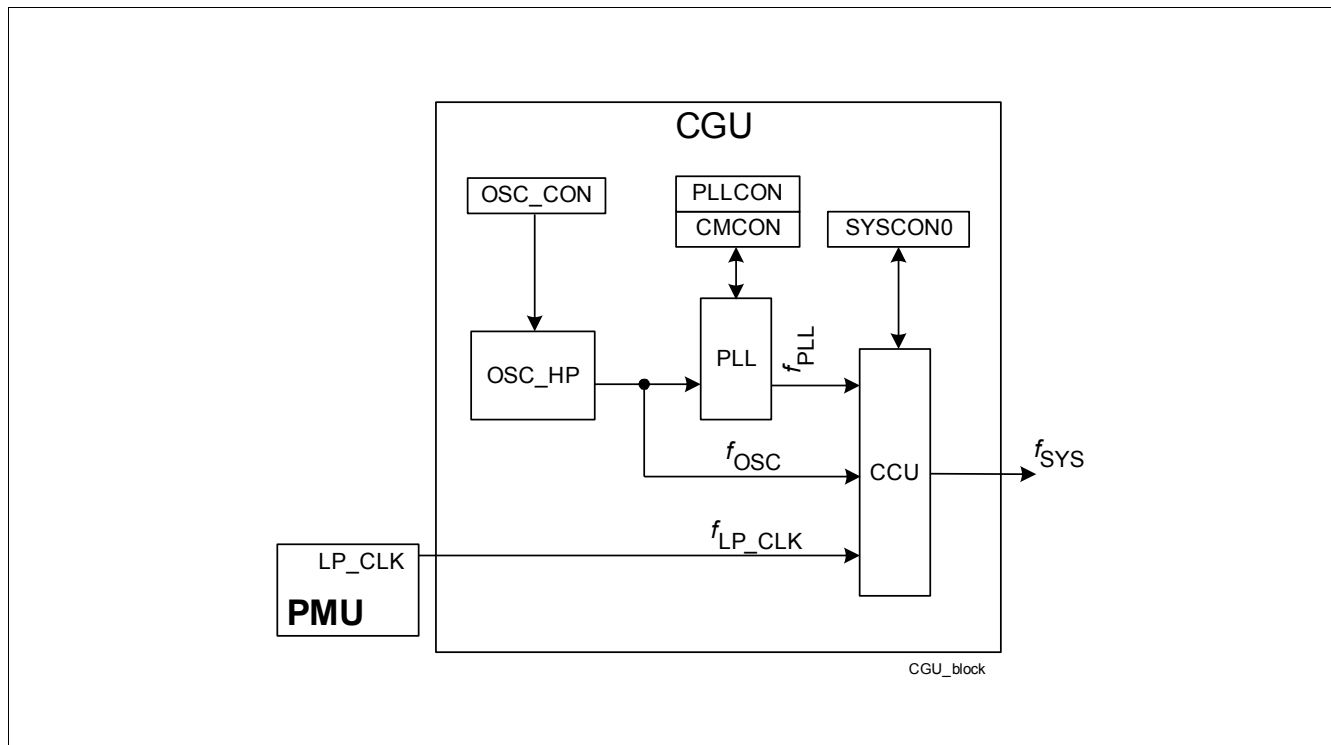 CGU
OSC_CON
PLLCON
CMCON
SYSCON0
OSC_HP
PLL
fPLL
fOSC
CCU
fSYS
fLP_CLK
LP_CLK
PMU
CGU_block